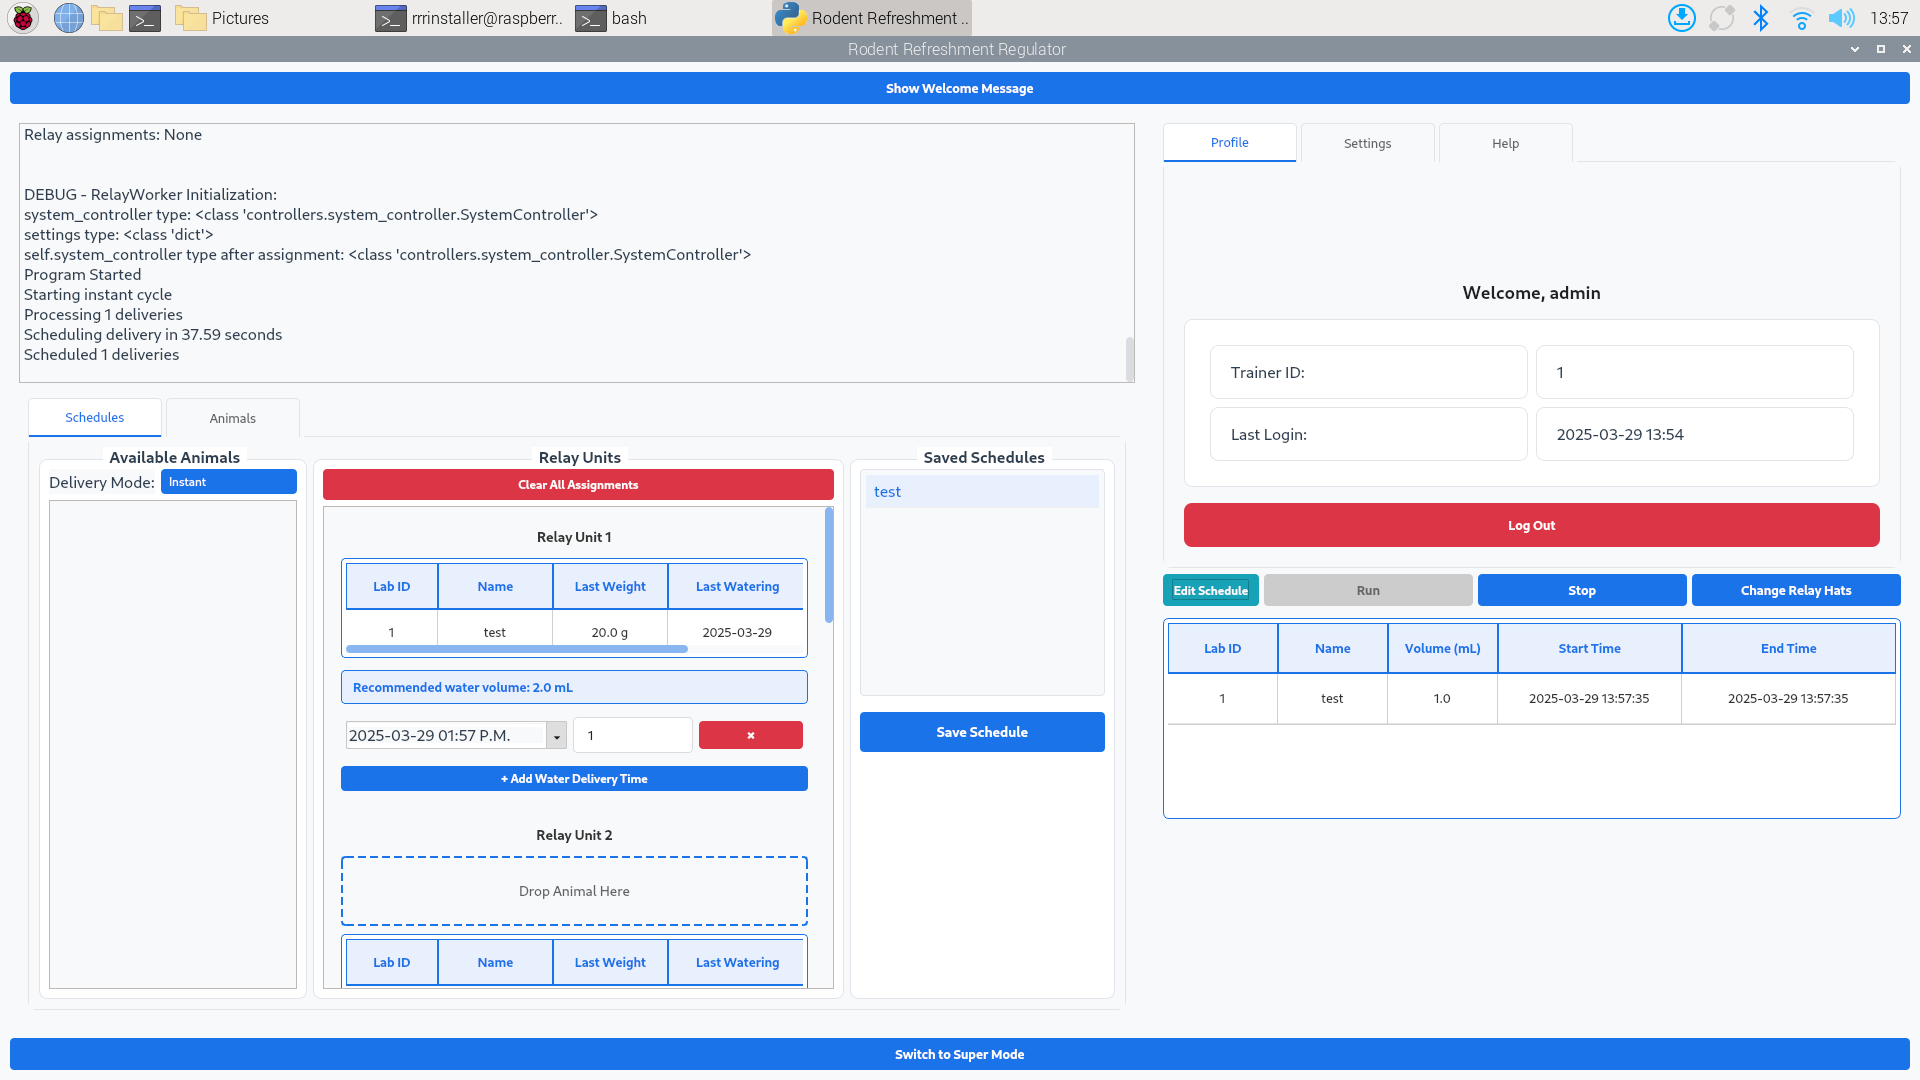 Pictures
rrrinstaller@raspberr..
bash
Rodent Refreshment ..
13:57
Rodent Refreshment Regulator
Show Welcome Message
Relay assignments: None
DEBUG - RelayWorker Initialization:
system_controller type: <class 'controllers.system_controller.SystemController'>
settings type: <class 'dict'>
self.system_controller type after assignment: <class 'controllers.system_controller.SystemController'>
Program Started
Starting instant cycle
Processing 1 deliveries
Scheduling delivery in 37.59 seconds
Scheduled 1 deliveries
Schedules
Animals
Available Animals
Delivery Mode:
Instant
Relay Units
Clear All Assignments
Relay Unit 1
Lab ID Name Last Weight Last Watering
1 test 20.0 g 2025-03-29
Recommended water volume: 2.0 mL
2025-03-29 01:57 P.M.
1
+ Add Water Delivery Time
Relay Unit 2
Drop Animal Here
Lab ID Name Last Weight Last Watering
Saved Schedules
test
Save Schedule
Profile
Settings
Help
Welcome, admin
Trainer ID: 1
Last Login: 2025-03-29 13:54
Log Out
Edit Schedule
Run
Stop
Change Relay Hats
Lab ID Name Volume (mL) Start Time End Time
1 test 1.0 2025-03-29 13:57:35 2025-03-29 13:57:35
Switch to Super Mode